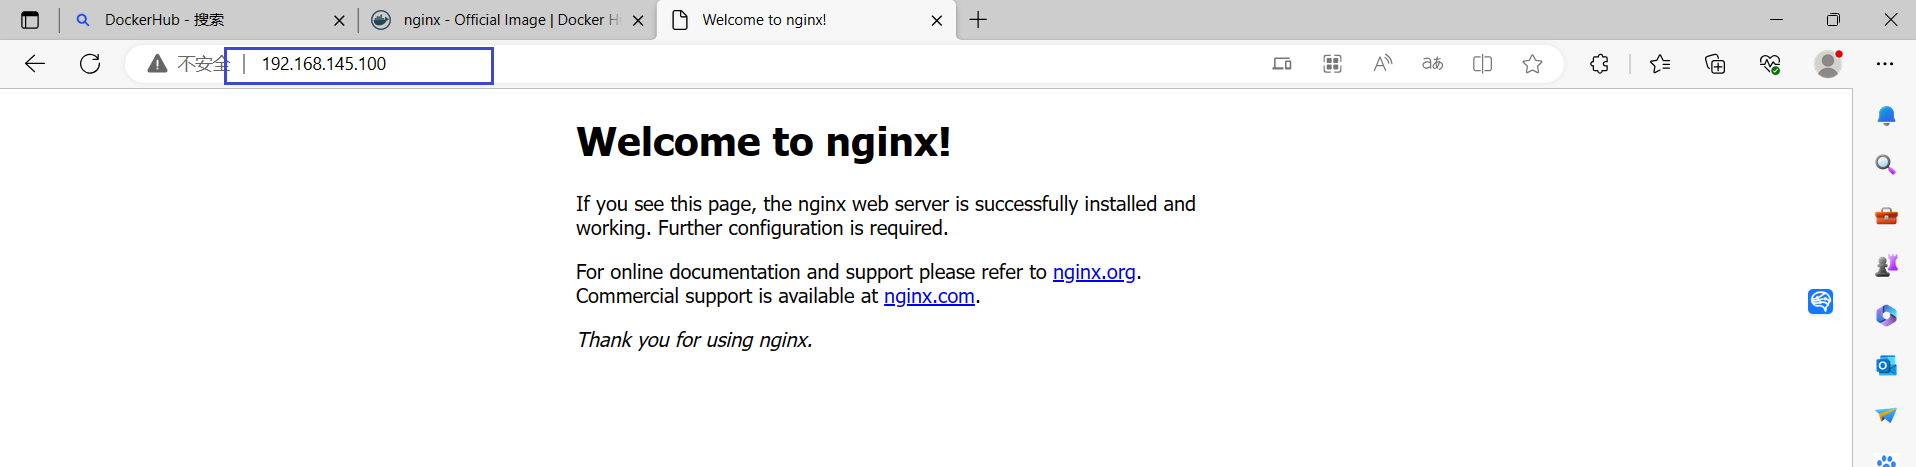 DockerHub - 搜索
nginx - Official Image | Docker H
Welcome to nginx!
不安全
192.168.145.100
Welcome to nginx!
If you see this page, the nginx web server is successfully installed and
working. Further configuration is required.
For online documentation and support please refer to nginx.org.
Commercial support is available at nginx.com.
Thank you for using nginx.